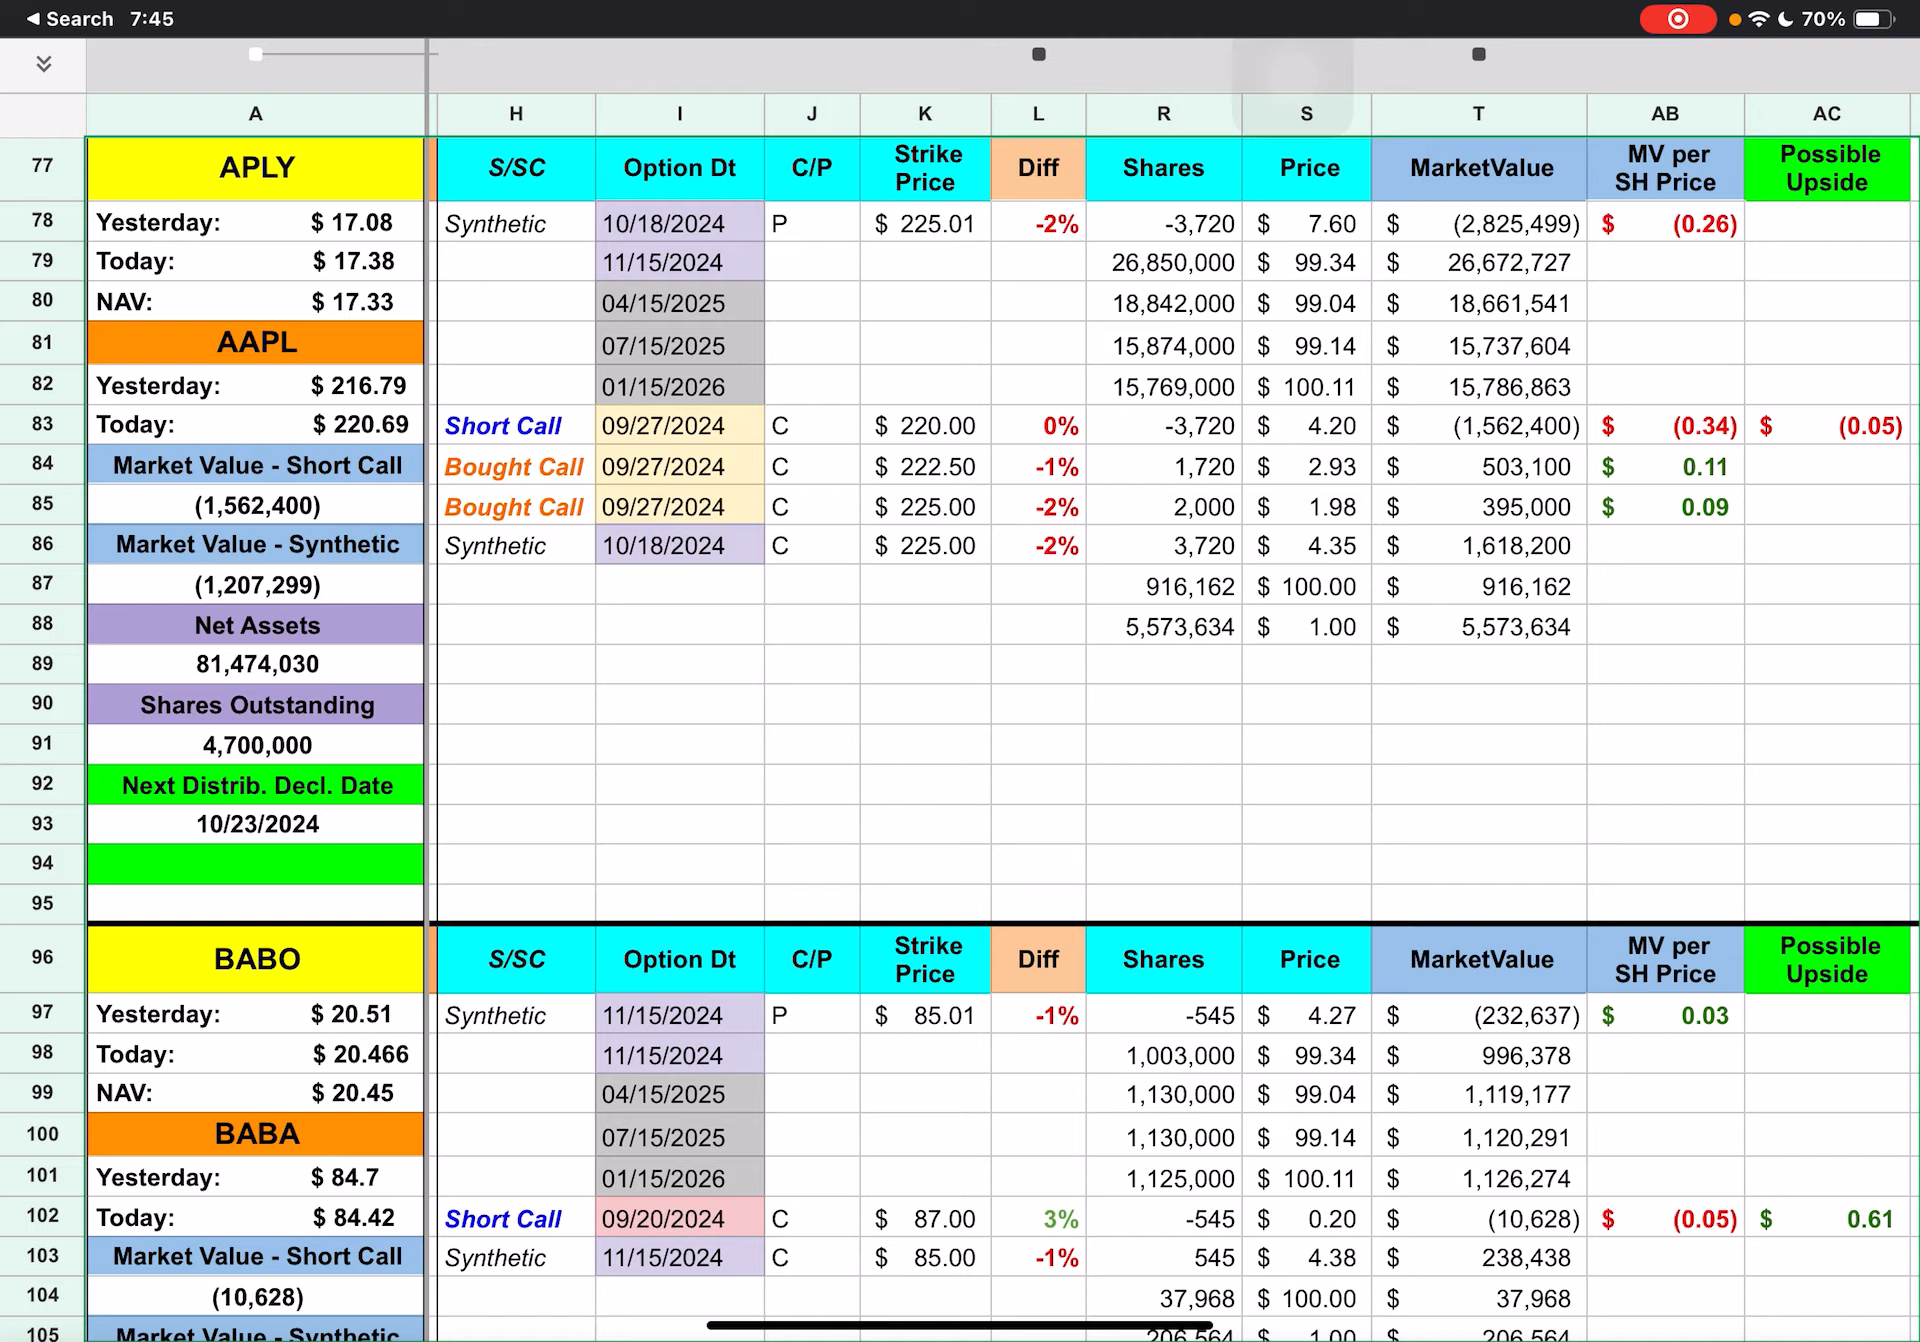 Search 7:45 70%
A H I J K L R S T AB AC
77 APLY S/SC Option Dt C/P Strike Price Diff Shares Price MarketValue MV per SH Price Possible Upside
78 Yesterday: $ 17.08 Synthetic 10/18/2024 P $ 225.01 -2% -3,720 $ 7.60 $ (2,825,499) $ (0.26)
79 Today: $ 17.38 11/15/2024 26,850,000 $ 99.34 $ 26,672,727
80 NAV: $ 17.33 04/15/2025 18,842,000 $ 99.04 $ 18,661,541
81 AAPL 07/15/2025 15,874,000 $ 99.14 $ 15,737,604
82 Yesterday: $ 216.79 01/15/2026 15,769,000 $ 100.11 $ 15,786,863
83 Today: $ 220.69 Short Call 09/27/2024 C $ 220.00 0% -3,720 $ 4.20 $ (1,562,400) $ (0.34) $ (0.05)
84 Market Value - Short Call Bought Call 09/27/2024 C $ 222.50 -1% 1,720 $ 2.93 $ 503,100 $ 0.11
85 (1,562,400) Bought Call 09/27/2024 C $ 225.00 -2% 2,000 $ 1.98 $ 395,000 $ 0.09
86 Market Value - Synthetic Synthetic 10/18/2024 C $ 225.00 -2% 3,720 $ 4.35 $ 1,618,200
87 (1,207,299) 916,162 $ 100.00 $ 916,162
88 Net Assets 5,573,634 $ 1.00 $ 5,573,634
89 81,474,030
90 Shares Outstanding
91 4,700,000
92 Next Distrib. Decl. Date
93 10/23/2024
94
95
96 BABO S/SC Option Dt C/P Strike Price Diff Shares Price MarketValue MV per SH Price Possible Upside
97 Yesterday: $ 20.51 Synthetic 11/15/2024 P $ 85.01 -1% -545 $ 4.27 $ (232,637) $ 0.03
98 Today: $ 20.466 11/15/2024 1,003,000 $ 99.34 $ 996,378
99 NAV: $ 20.45 04/15/2025 1,130,000 $ 99.04 $ 1,119,177
100 BABA 07/15/2025 1,130,000 $ 99.14 $ 1,120,291
101 Yesterday: $ 84.7 01/15/2026 1,125,000 $ 100.11 $ 1,126,274
102 Today: $ 84.42 Short Call 09/20/2024 C $ 87.00 3% -545 $ 0.20 $ (10,628) $ (0.05) $ 0.61
103 Market Value - Short Call Synthetic 11/15/2024 C $ 85.00 -1% 545 $ 4.38 $ 238,438
104 (10,628) 37,968 $ 100.00 $ 37,968
105 Market Value - Synthetic 206,564 $ 1.00 $ 206,564